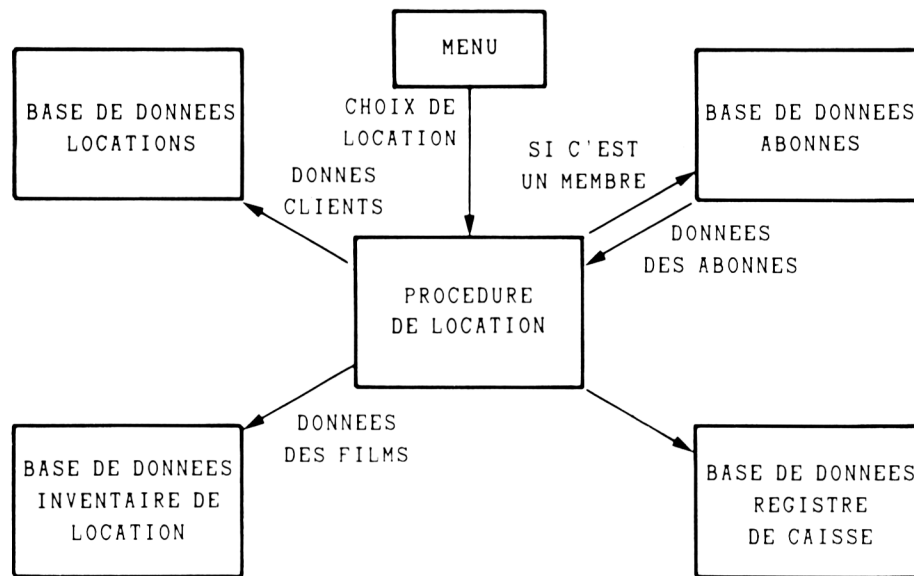 MENU
BASE DE DONNEES
LOCATIONS
CHOIX DE
LOCATION
BASE DE DONNEES
ABONNES
SI C'EST
UN MEMBRE
DONNES
CLIENTS
DONNEES
DES ABONNES
PROCEDURE
DE LOCATION
DONNEES
DES FILMS
BASE DE DONNEES
INVENTAIRE DE
LOCATION
BASE DE DONNEES
REGISTRE
DE CAISSE